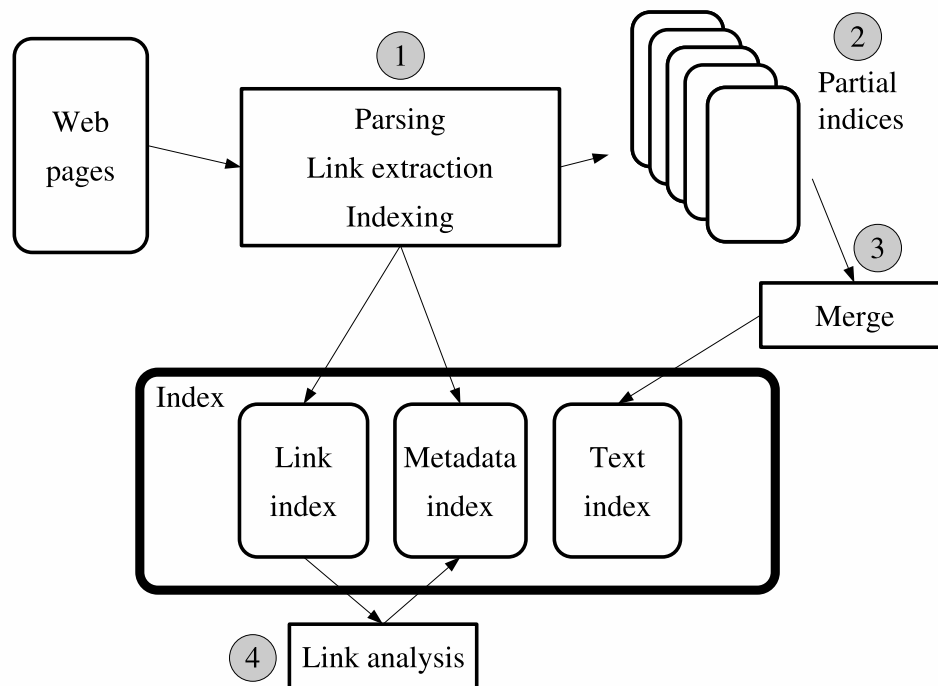 1
2
Web
pages
Parsing
Link extraction
Indexing
Partial
indices
3
Merge
Index
Link
index
Metadata
index
Text
index
4
Link analysis